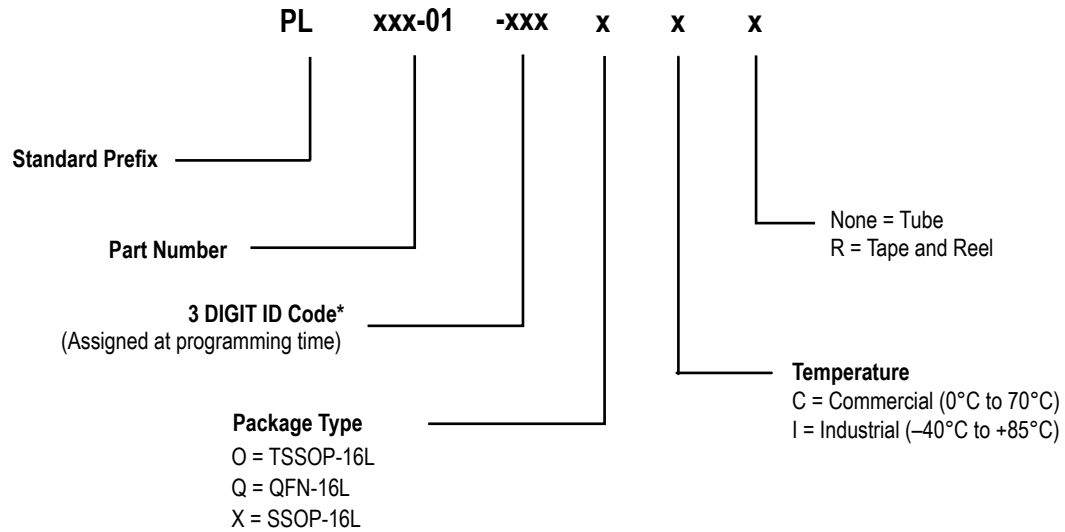 PL xxx-01 -xxx x x x
Standard Prefix
None = Tube
R = Tape and Reel
Part Number
3 DIGIT ID Code*
(Assigned at programming time)
Temperature
C = Commercial (0°C to 70°C)
I = Industrial (–40°C to +85°C)
Package Type
O = TSSOP-16L
Q = QFN-16L
X = SSOP-16L